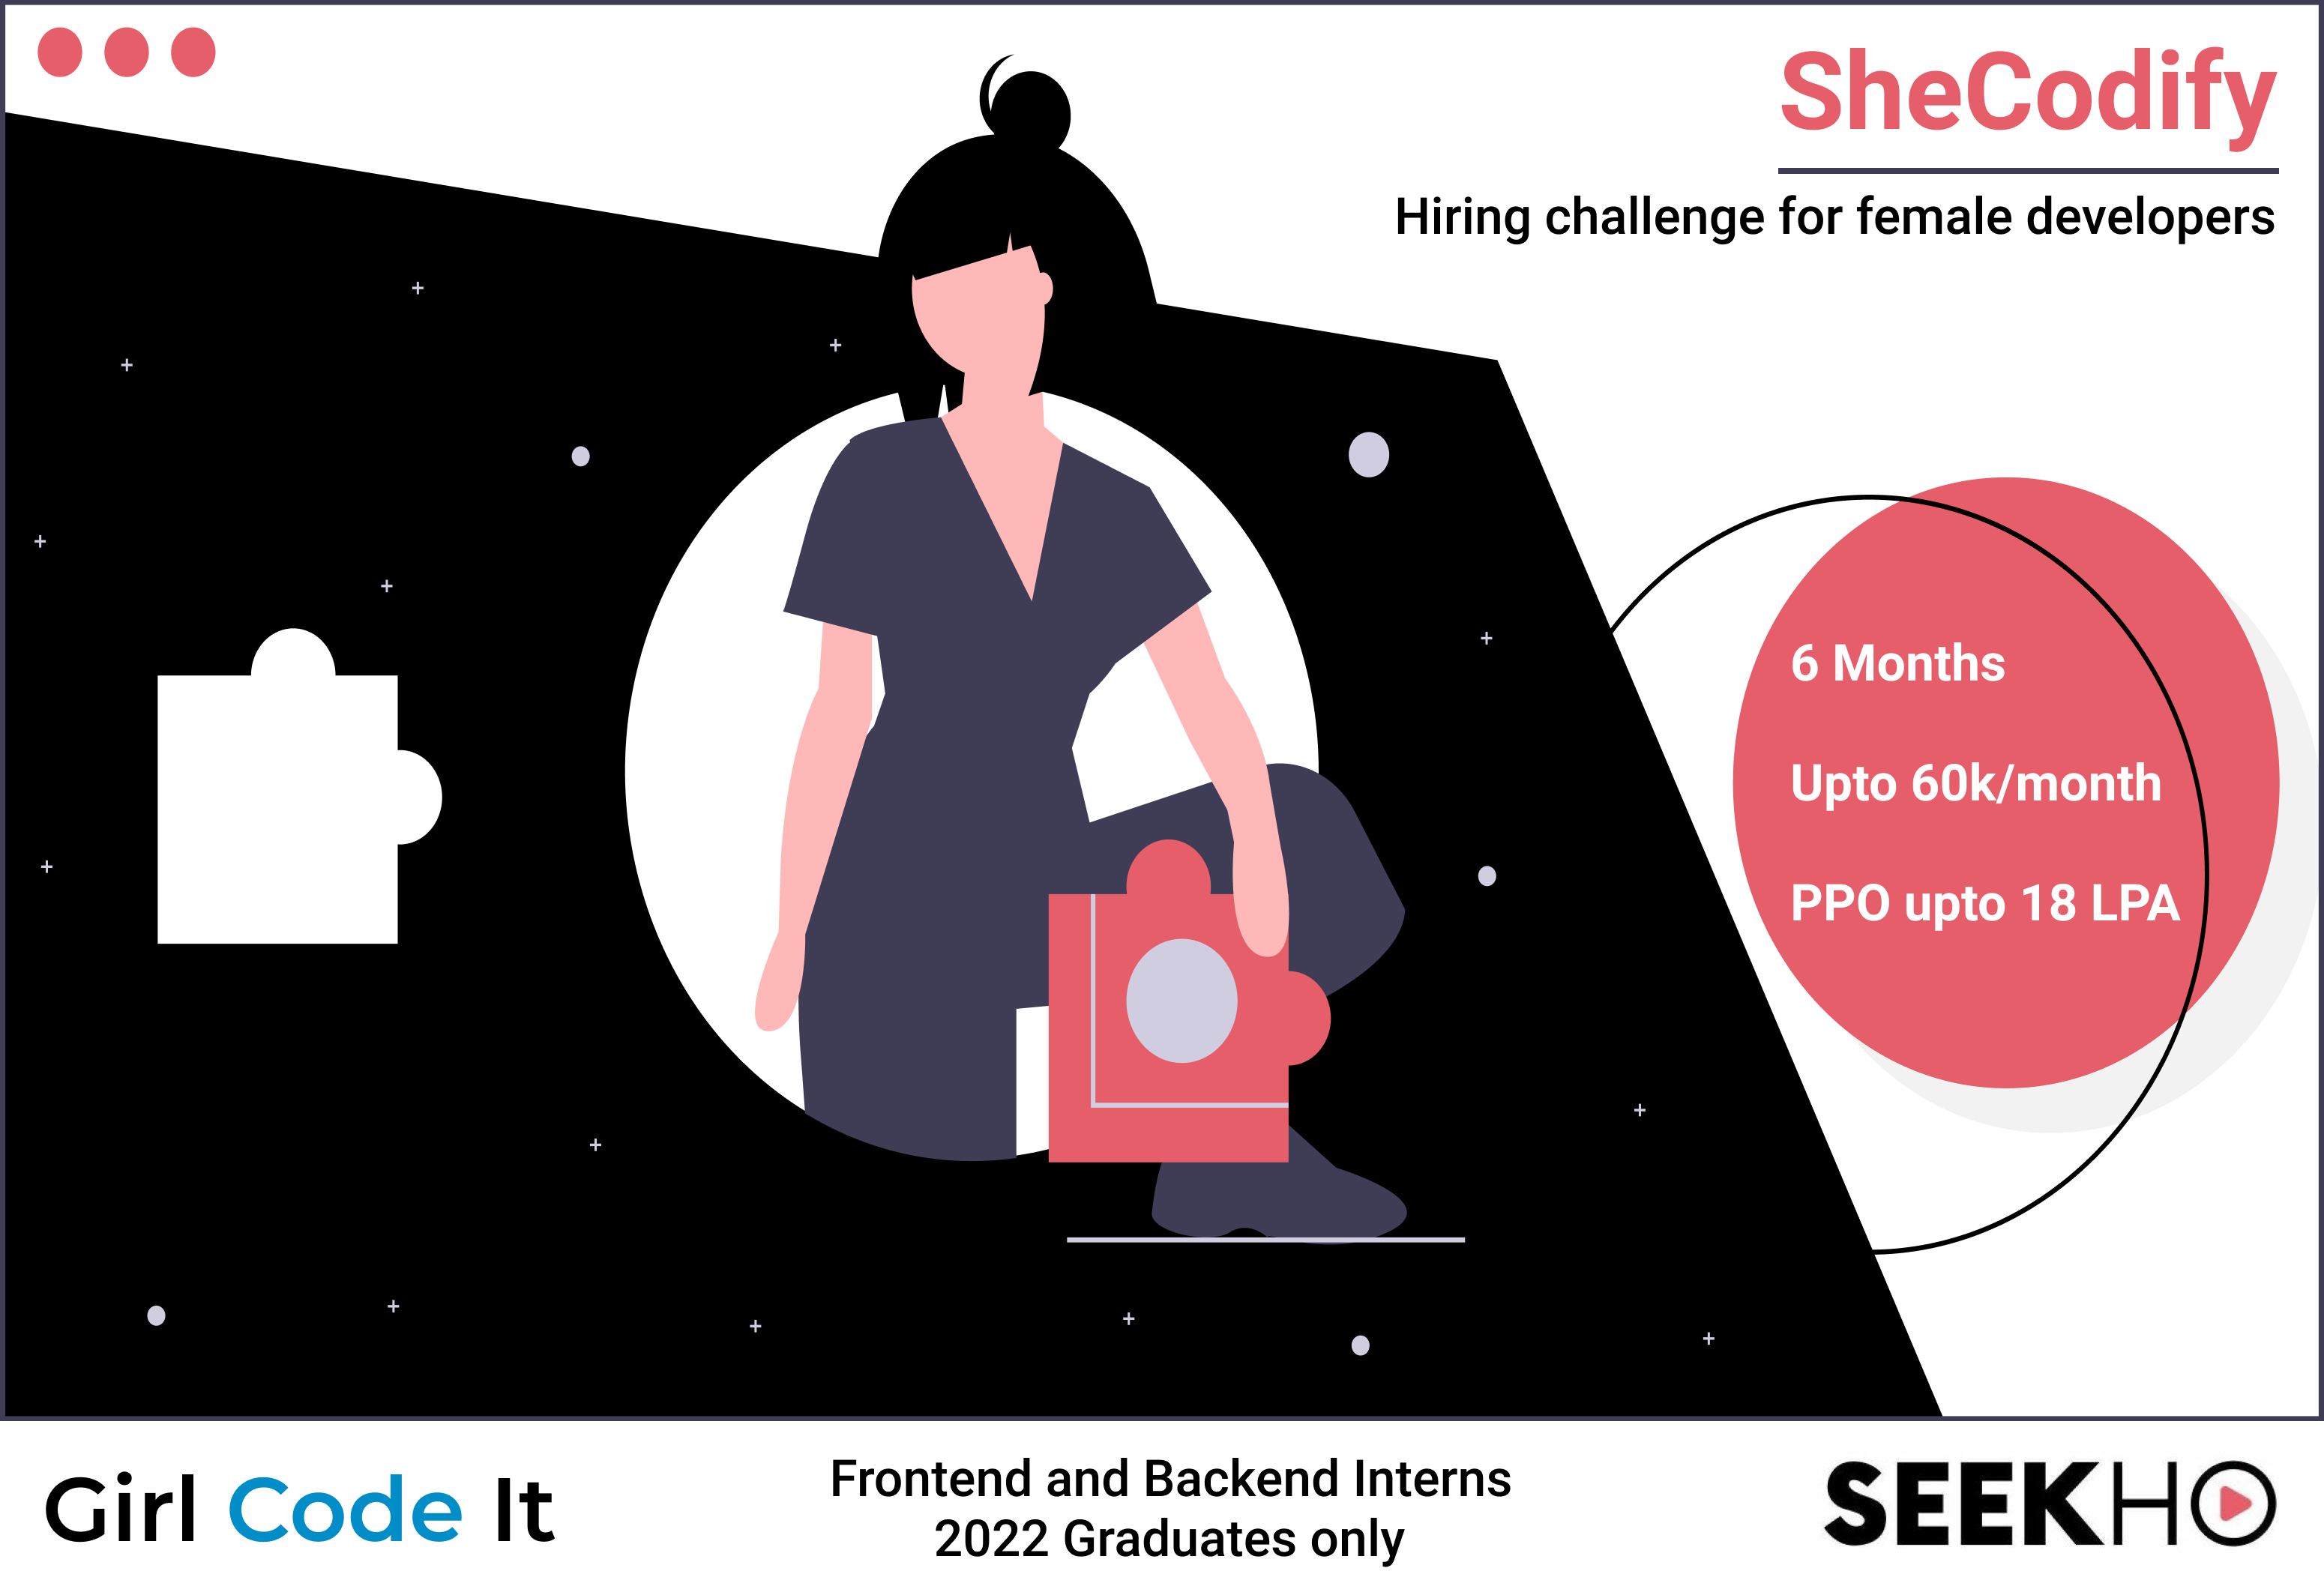 SheCodify
Hiring challenge for female developers
6 Months
Upto 60k/month
PPO upto 18 LPA
Girl Code It
Frontend and Backend Interns
2022 Graduates only
SEEKHO